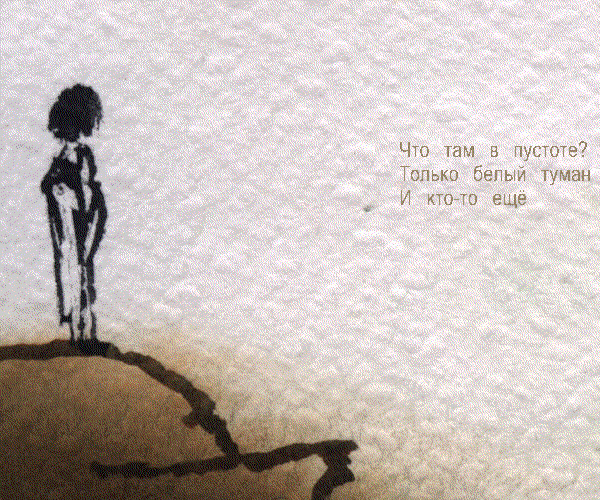 Что там в пустоте?
Только белый туман
И кто-то ещё